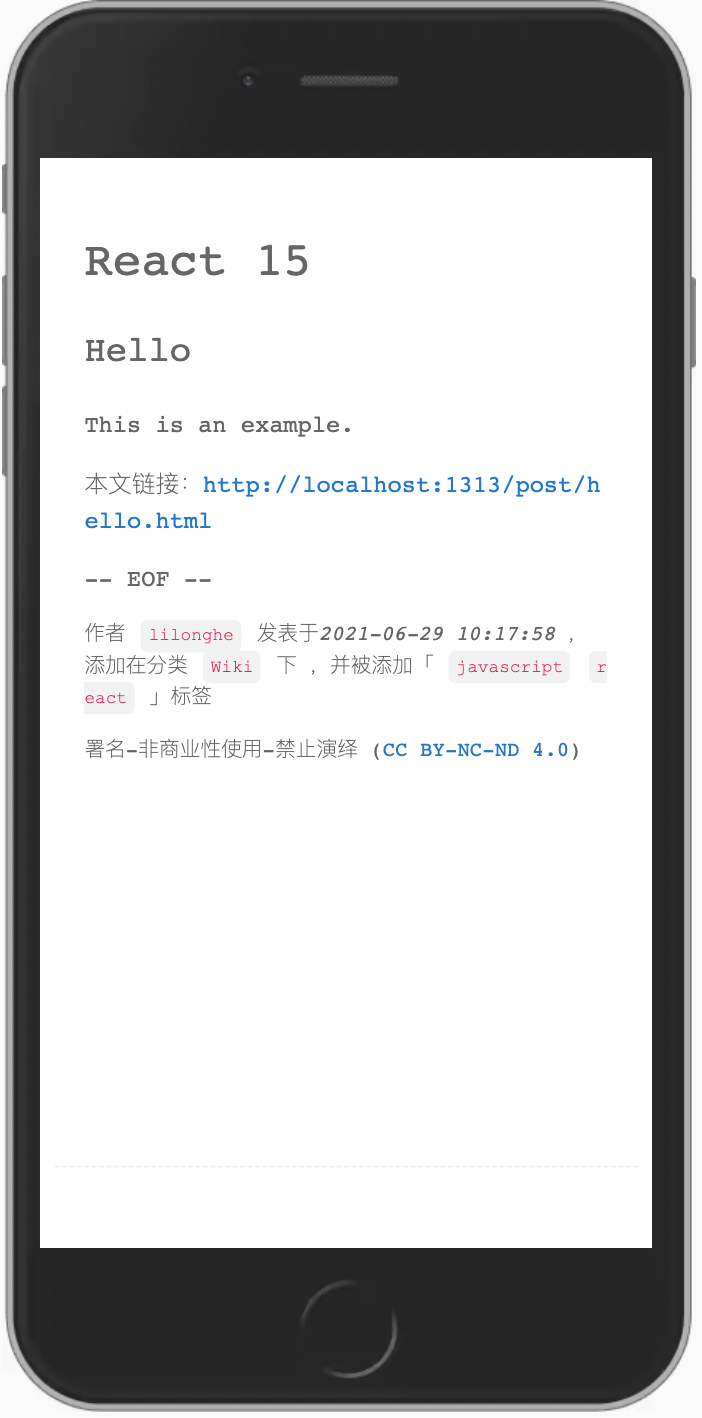 React 15
Hello
This is an example.
本文链接：http://localhost:1313/post/h
ello.html
-- EOF --
作者 lilonghe 发表于2021-06-29 10:17:58 ，
添加在分类 Wiki 下 ，并被添加「 javascript r
eact 」标签
署名-非商业性使用-禁止演绎 (CC BY-NC-ND 4.0)